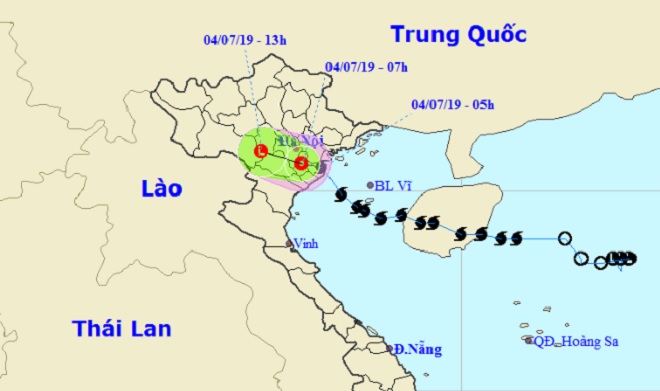 Trung Quốc
04/07/19 - 13h
04/07/19 - 07h
04/07/19 - 05h
Hà Nội
BL Vĩ
Lào
Vinh
Thái Lan
Đ.Nẵng
QĐ. Hoàng Sa